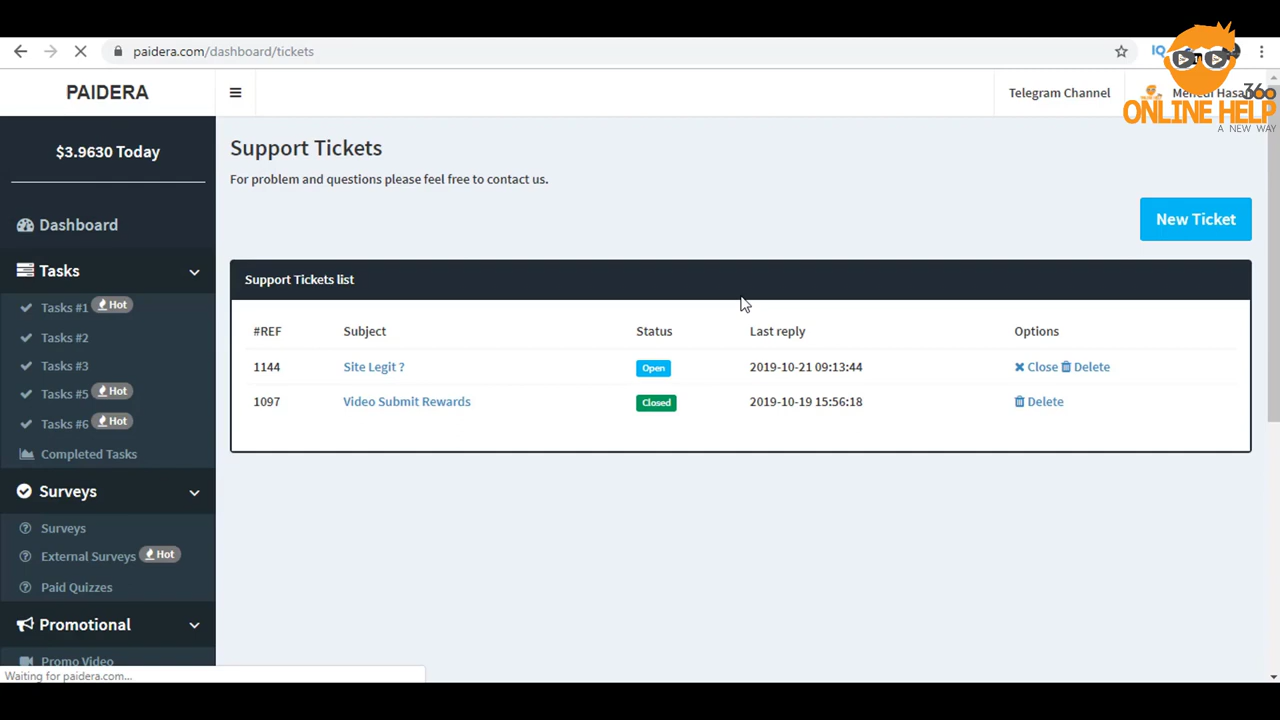 paidera.com/dashboard/tickets
IQ
PAIDERA
Telegram Channel
Mehedi Hasan
360
ONLINE HELP
A NEW WAY
$3.9630 Today
Support Tickets
For problem and questions please feel free to contact us.
New Ticket
Dashboard
Tasks
Support Tickets list
Tasks #1 Hot
#REF Subject Status Last reply Options
Tasks #2
1144 Site Legit ? Open 2019-10-21 09:13:44 Close Delete
Tasks #3
Tasks #5 Hot
1097 Video Submit Rewards Closed 2019-10-19 15:56:18 Delete
Tasks #6 Hot
Completed Tasks
Surveys
Surveys
External Surveys Hot
Paid Quizzes
Promotional
Promo Video
Waiting for paidera.com...